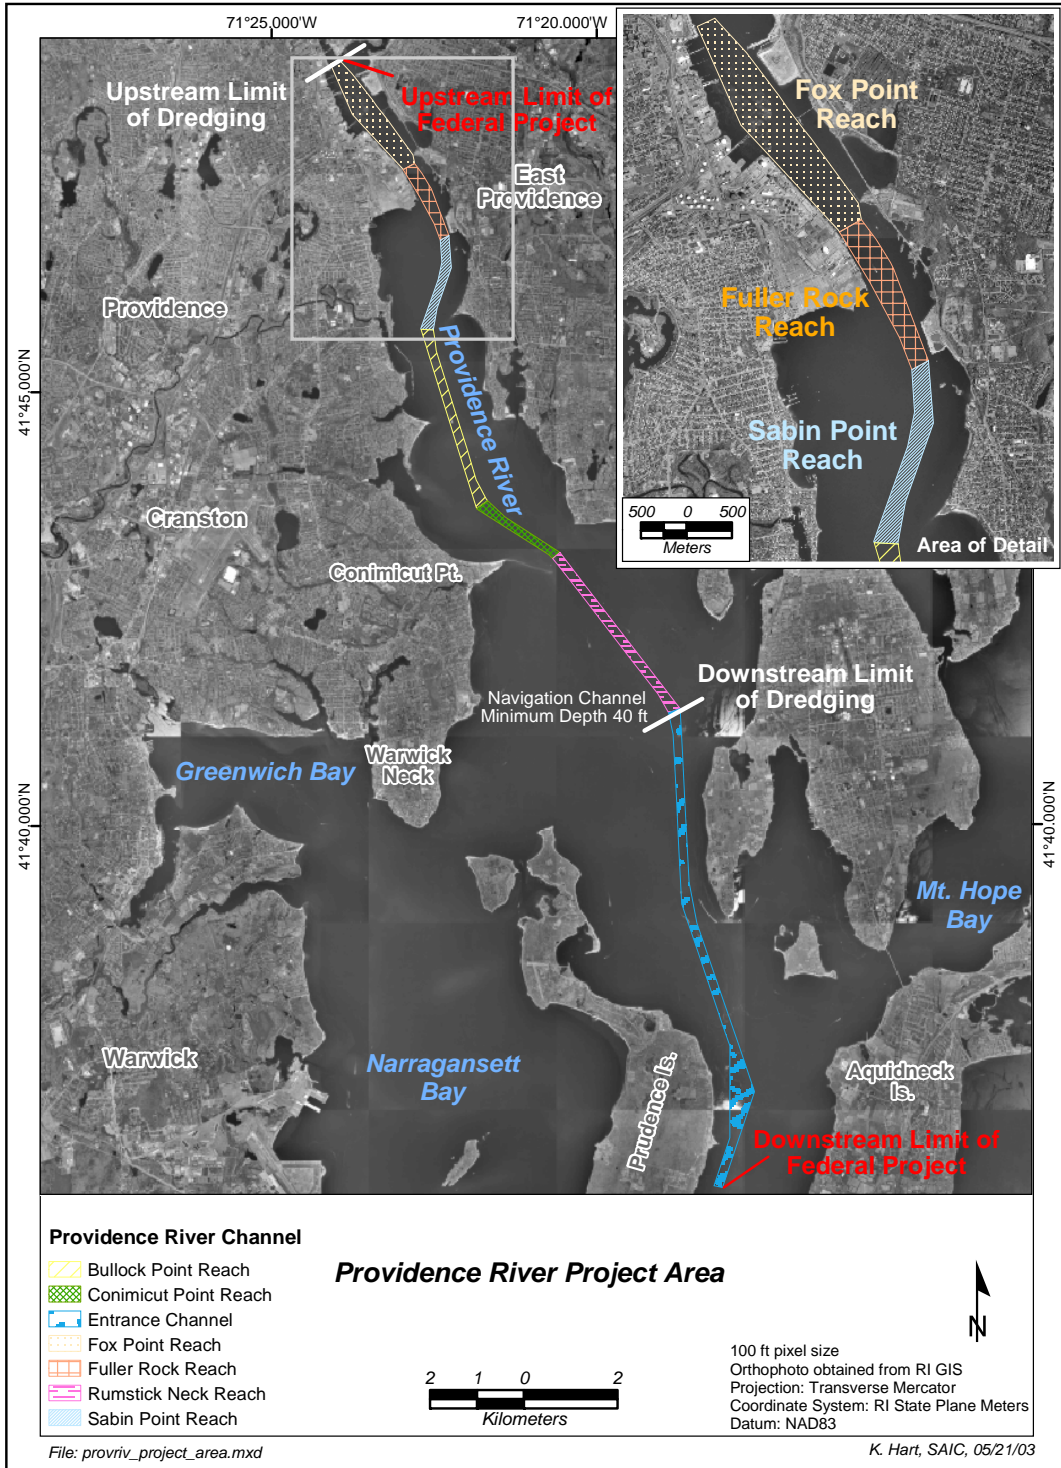 71°25.000'W
71°20.000'W
Upstream Limit
of Dredging
Upstream Limit of
Federal Project
East
Providence
Providence
Providence River
41°45.000'N
Cranston
Conimicut Pt.
Navigation Channel
Minimum Depth 40 ft
Downstream Limit
of Dredging
Warwick
Neck
Greenwich Bay
41°40.000'N
41°40.000'N
Mt. Hope
Bay
Warwick
Narragansett
Bay
Prudence Is.
Aquidneck
Is.
Downstream Limit of
Federal Project
Fox Point
Reach
Fuller Rock
Reach
Sabin Point
Reach
500 0 500
Meters
Area of Detail
Providence River Channel
Bullock Point Reach
Conimicut Point Reach
Entrance Channel
Fox Point Reach
Fuller Rock Reach
Rumstick Neck Reach
Sabin Point Reach
Providence River Project Area
2 1 0 2
Kilometers
N
100 ft pixel size
Orthophoto obtained from RI GIS
Projection: Transverse Mercator
Coordinate System: RI State Plane Meters
Datum: NAD83
File: provriv_project_area.mxd
K. Hart, SAIC, 05/21/03